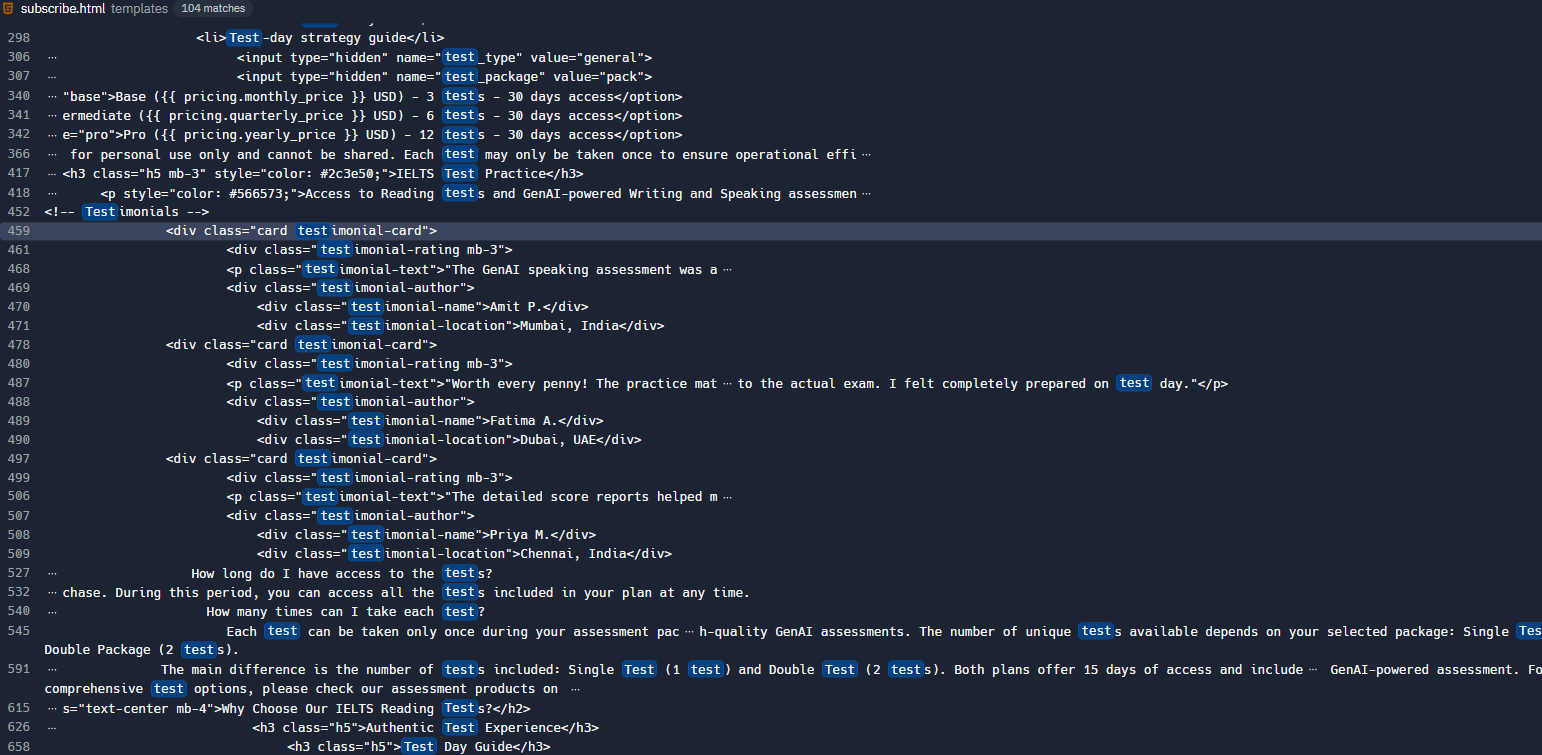 subscribe.html templates 104 matches
298 <li>Test-day strategy guide</li>
306 ··· <input type="hidden" name="test_type" value="general">
307 ··· <input type="hidden" name="test_package" value="pack">
340 ··· "base">Base ({{ pricing.monthly_price }} USD) - 3 tests - 30 days access</option>
341 ··· ermediate ({{ pricing.quarterly_price }} USD) - 6 tests - 30 days access</option>
342 ··· e="pro">Pro ({{ pricing.yearly_price }} USD) - 12 tests - 30 days access</option>
366 ··· for personal use only and cannot be shared. Each test may only be taken once to ensure operational effi ···
417 ··· <h3 class="h5 mb-3" style="color: #2c3e50;">IELTS Test Practice</h3>
418 ··· <p style="color: #566573;">Access to Reading tests and GenAI-powered Writing and Speaking assessmen ···
452 <!-- Testimonials -->
459 <div class="card testimonial-card">
461 <div class="testimonial-rating mb-3">
468 <p class="testimonial-text">"The GenAI speaking assessment was a ···
469 <div class="testimonial-author">
470 <div class="testimonial-name">Amit P.</div>
471 <div class="testimonial-location">Mumbai, India</div>
478 <div class="card testimonial-card">
480 <div class="testimonial-rating mb-3">
487 <p class="testimonial-text">"Worth every penny! The practice mat ··· to the actual exam. I felt completely prepared on test day."</p>
488 <div class="testimonial-author">
489 <div class="testimonial-name">Fatima A.</div>
490 <div class="testimonial-location">Dubai, UAE</div>
497 <div class="card testimonial-card">
499 <div class="testimonial-rating mb-3">
506 <p class="testimonial-text">"The detailed score reports helped m ···
507 <div class="testimonial-author">
508 <div class="testimonial-name">Priya M.</div>
509 <div class="testimonial-location">Chennai, India</div>
527 ··· How long do I have access to the tests?
532 ··· chase. During this period, you can access all the tests included in your plan at any time.
540 ··· How many times can I take each test?
545 Each test can be taken only once during your assessment pac ··· h-quality GenAI assessments. The number of unique tests available depends on your selected package: Single Tes
Double Package (2 tests).
591 ··· The main difference is the number of tests included: Single Test (1 test) and Double Test (2 tests). Both plans offer 15 days of access and include ··· GenAI-powered assessment. Fo
comprehensive test options, please check our assessment products on ···
615 ··· s="text-center mb-4">Why Choose Our IELTS Reading Tests?</h2>
626 ··· <h3 class="h5">Authentic Test Experience</h3>
658 <h3 class="h5">Test Day Guide</h3>